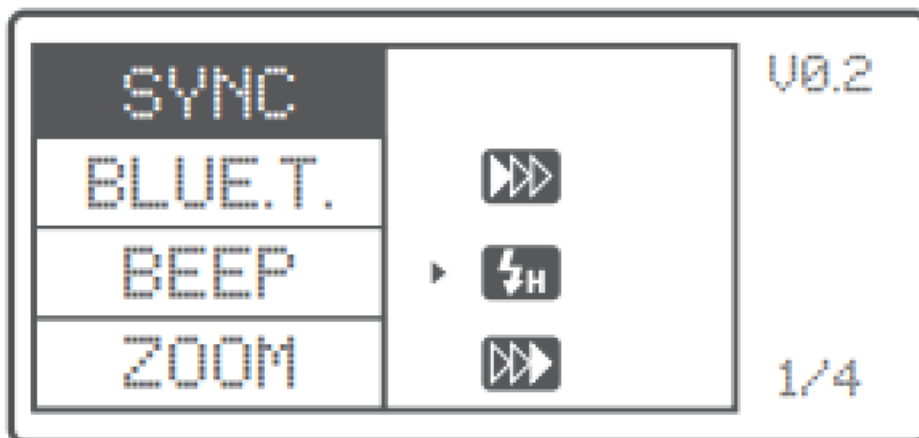 SYNC
V0.2
BLUE.T.
BEEP
H
ZOOM
1/4